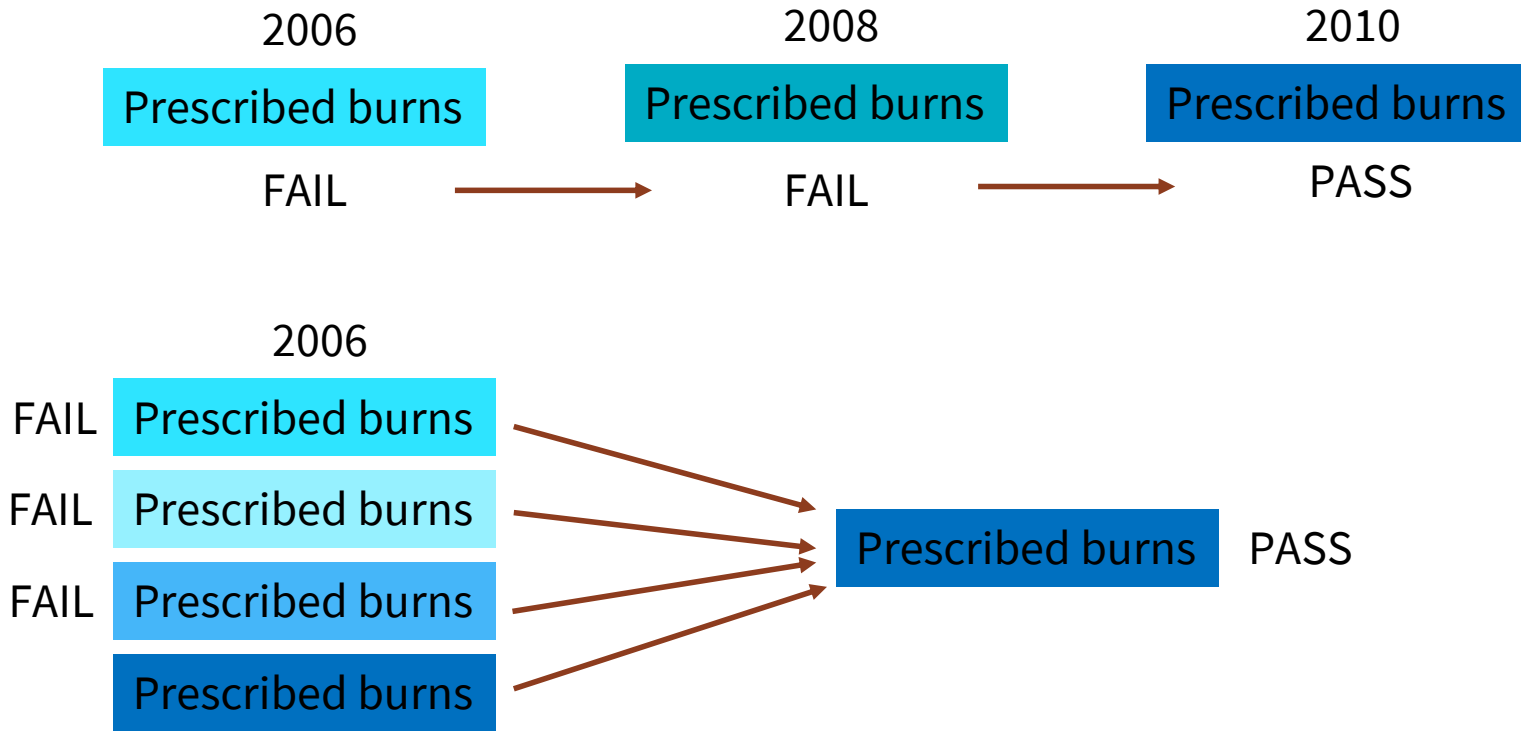 2006 2008 2010
Prescribed burns Prescribed burns Prescribed burns
FAIL FAIL PASS
2006
FAIL Prescribed burns
FAIL Prescribed burns
Prescribed burns PASS
FAIL Prescribed burns
Prescribed burns